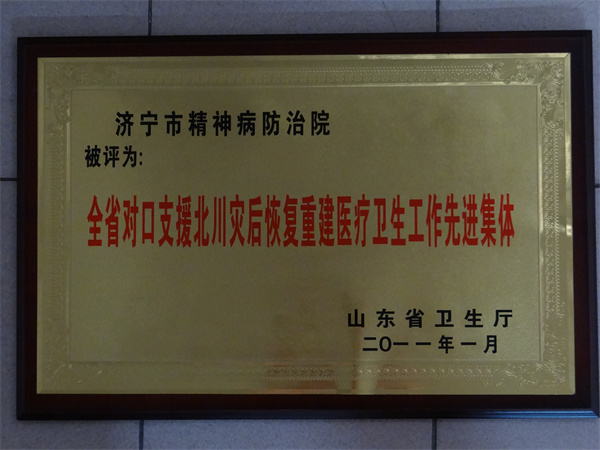 济宁市精神病防治院
被评为:
全省对口支援北川灾后恢复重建医疗卫生工作先进集体
山东省卫生厅
二〇一一年一月